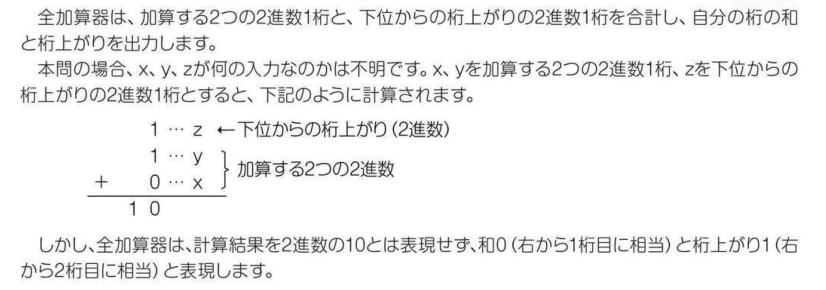 全加算器は、加算する2つの2進数1桁と、下位からの桁上がりの2進数1桁を合計し、自分の桁の和
と桁上がりを出力します。
本問の場合、x、y、zが何の入力なのかは不明です。x、yを加算する2つの2進数1桁、zを下位からの
桁上がりの2進数1桁とすると、下記のように計算されます。
1 … z ←下位からの桁上がり（2進数）
1 … y
加算する2つの2進数
＋ 0 … x
1 0
しかし、全加算器は、計算結果を2進数の10とは表現せず、和0（右から1桁目に相当）と桁上がり1（右
から2桁目に相当）と表現します。